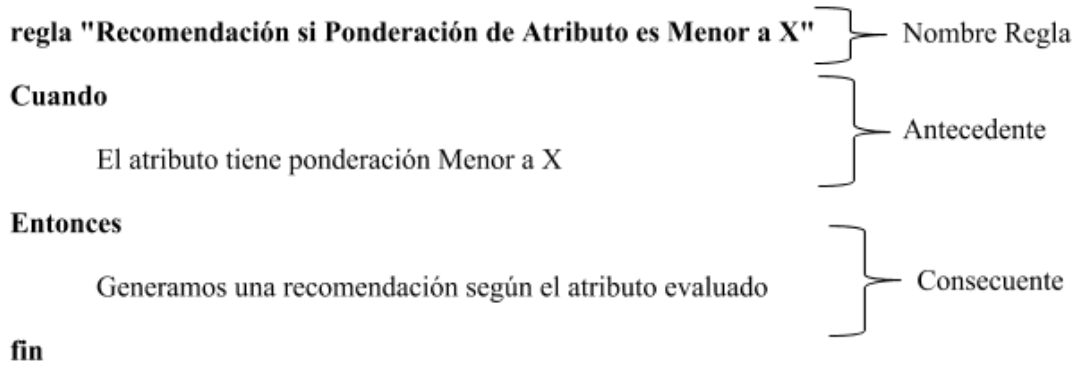 regla "Recomendación si Ponderación de Atributo es Menor a X"
Nombre Regla
Cuando
Antecedente
El atributo tiene ponderación Menor a X
Entonces
Generamos una recomendación según el atributo evaluado
Consecuente
fin